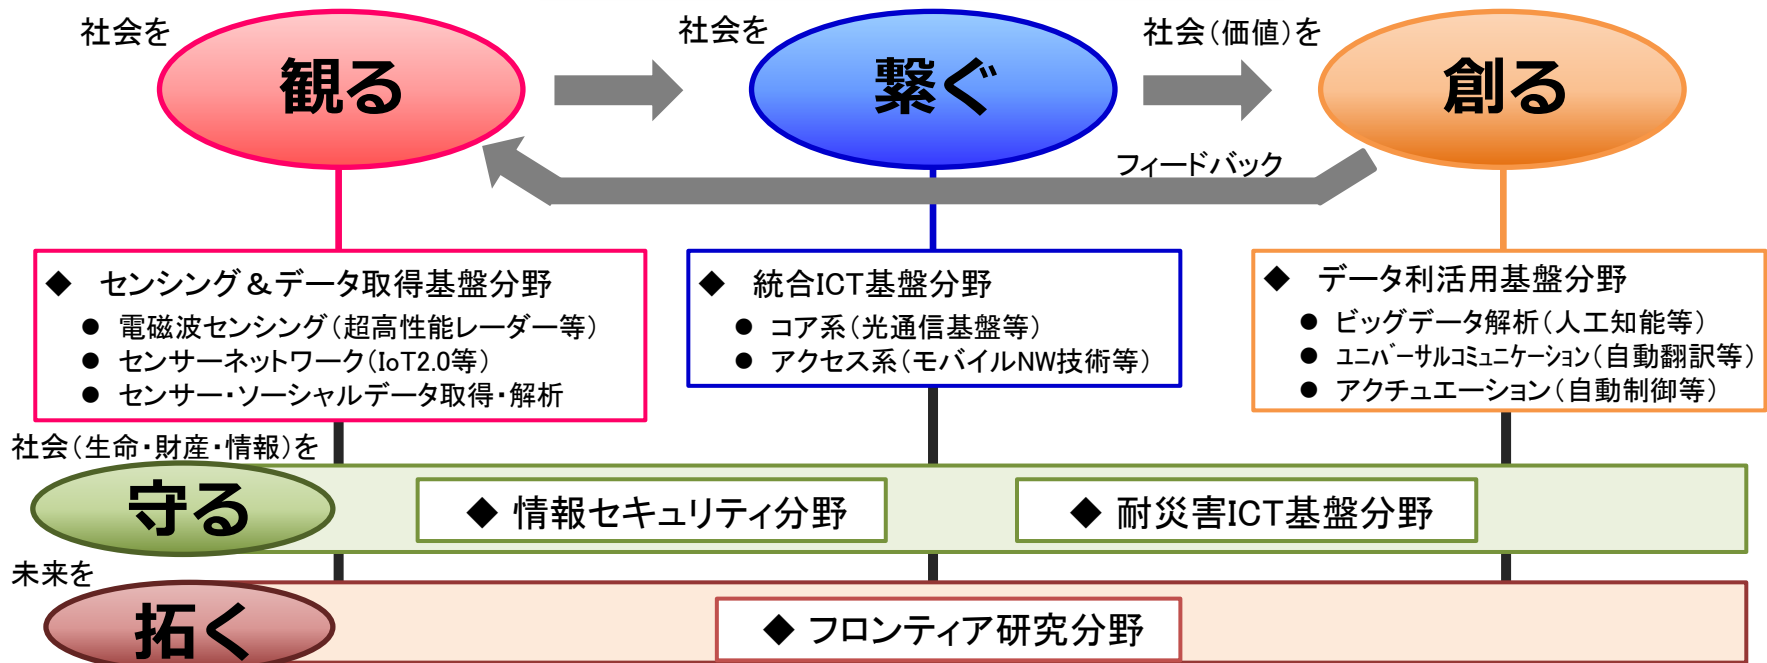 社会を
観る
社会を
繋ぐ
社会（価値）を
創る
フィードバック
◆ センシング＆データ取得基盤分野
● 電磁波センシング（超高性能レーダー等）
● センサーネットワーク（IoT2.0等）
● センサー・ソーシャルデータ取得・解析
◆ 統合ICT基盤分野
● コア系（光通信基盤等）
● アクセス系（モバイルNW技術等）
◆ データ利活用基盤分野
● ビッグデータ解析（人工知能等）
● ﾕﾆﾊﾞｰｻﾙｺﾐｭﾆｹｰｼｮﾝ（自動翻訳等）
● アクチュエーション（自動制御等）
社会（生命・財産・情報）を
守る
◆ 情報セキュリティ分野
◆ 耐災害ICT基盤分野
未来を
拓く
◆ フロンティア研究分野